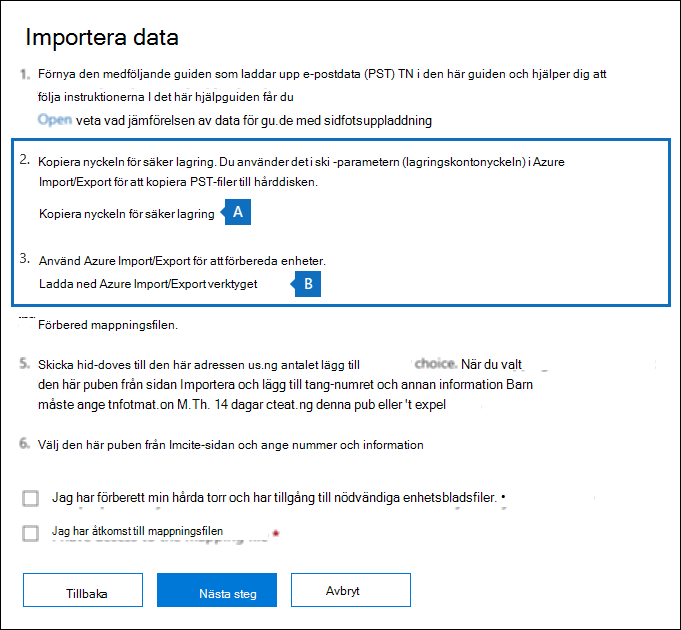 Importera data
1. Förnya den medföljande guiden som laddar upp e-postdata (PST) TN i den här guiden och hjälper dig att
följa instruktionerna I det här hjälpguiden får du
Open veta vad jämförelsen av data för gu.de med sidfotsuppladdning
2. Kopiera nyckeln för säker lagring. Du använder det i ski -parametern (lagringskontonyckeln) i Azure
Import/Export för att kopiera PST-filer till hårddisken.
Kopiera nyckeln för säker lagring A
3. Använd Azure Import/Export för att förbereda enheter.
Ladda ned Azure Import/Export verktyget B
Förbered mappningsfilen.
5. Skicka hid-doves till den här adressen us.ng antalet lägg till choice. När du valt
den här puben från sidan Importera och lägg till tang-numret och annan information Barn
måste ange tnfotmat.on M.Th. 14 dagar cteat.ng denna pub eller 't expel
6. Välj den här puben från Imcite-sidan och ange nummer och information
Jag har förberett min hårda torr och har tillgång till nödvändiga enhetsbladsfiler. •
Jag har åtkomst till mappningsfilen *
Tillbaka
Nästa steg
Avbryt